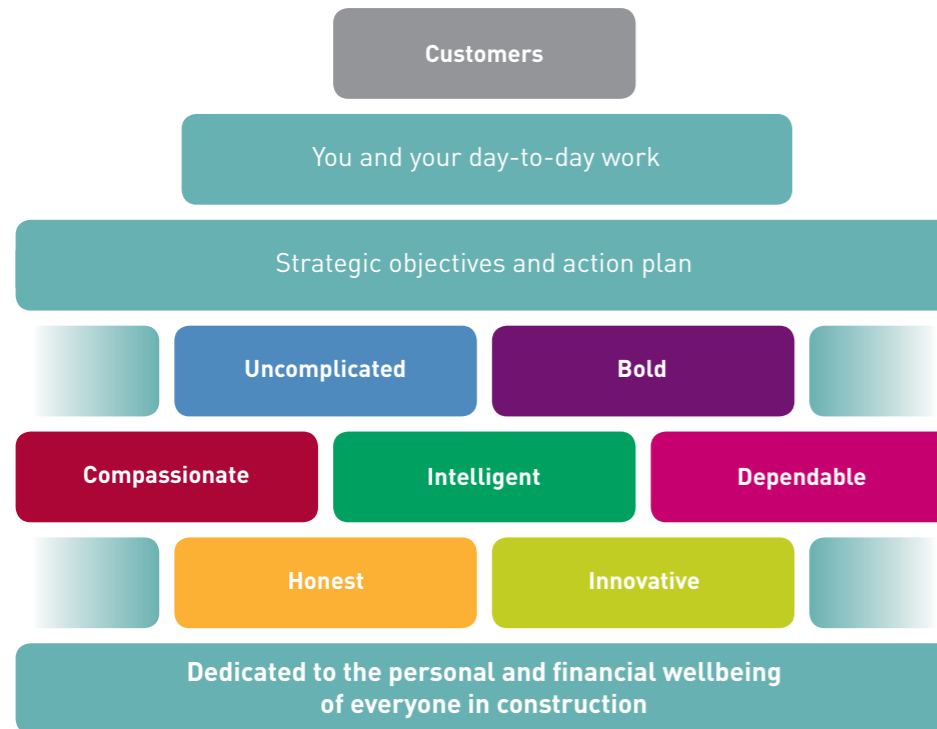 Customers
You and your day-to-day work
Strategic objectives and action plan
Uncomplicated
Bold
Compassionate
Intelligent
Dependable
Honest
Innovative
Dedicated to the personal and financial wellbeing
of everyone in construction